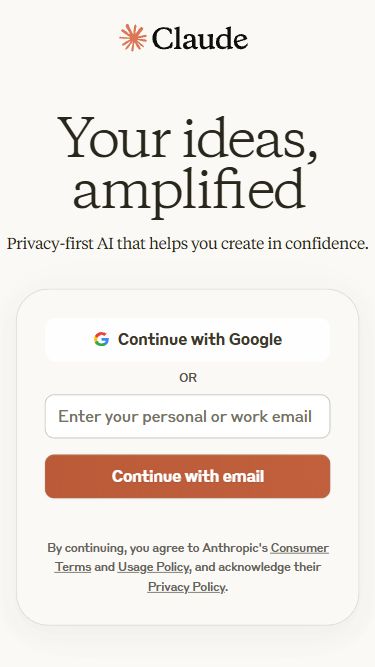 Claude
Your ideas,
amplified
Privacy-first AI that helps you create in confidence.
Continue with Google
OR
Enter your personal or work email
Continue with email
By continuing, you agree to Anthropic's Consumer
Terms and Usage Policy, and acknowledge their
Privacy Policy.